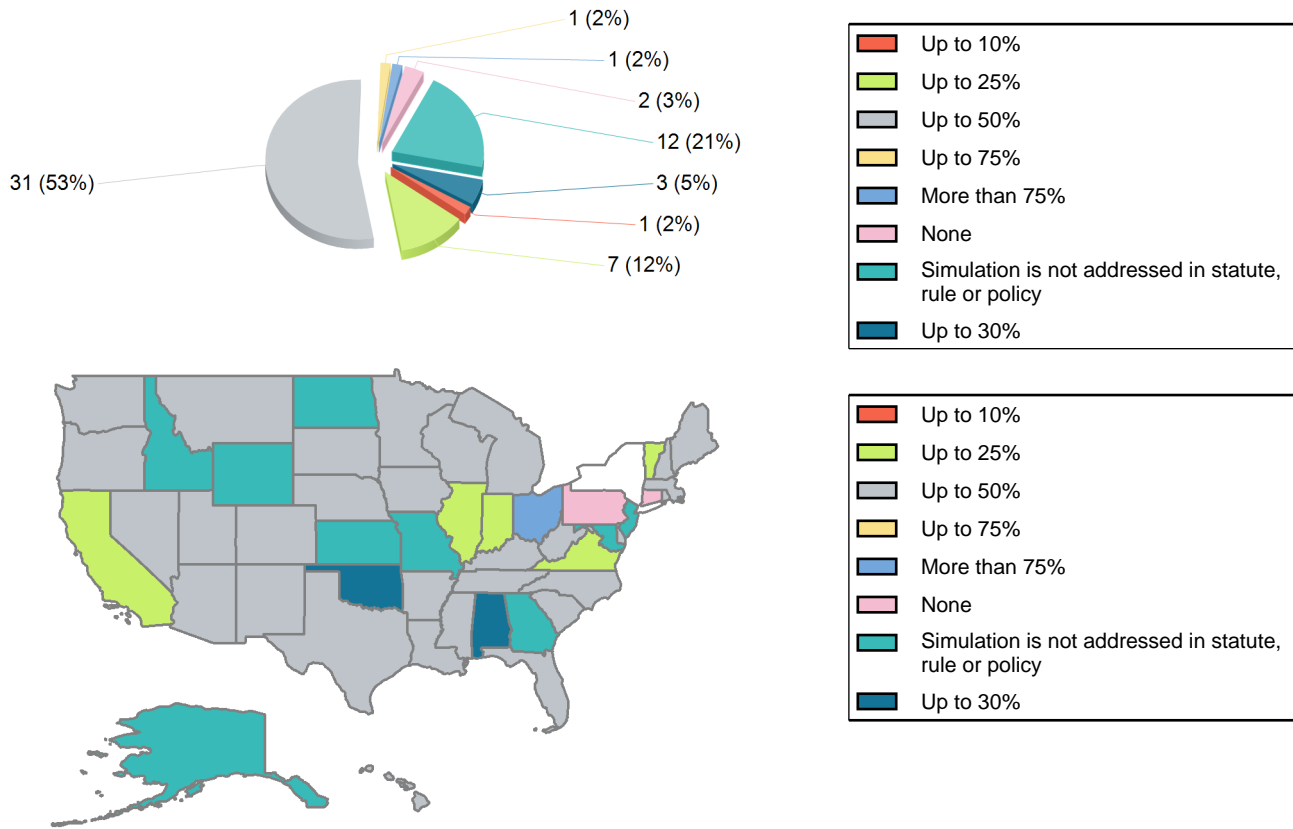 1 (2%)
1 (2%)
2 (3%)
12 (21%)
31 (53%)
3 (5%)
1 (2%)
7 (12%)
Up to 10%
Up to 25%
Up to 50%
Up to 75%
More than 75%
None
Simulation is not addressed in statute,
rule or policy
Up to 30%
Up to 10%
Up to 25%
Up to 50%
Up to 75%
More than 75%
None
Simulation is not addressed in statute,
rule or policy
Up to 30%